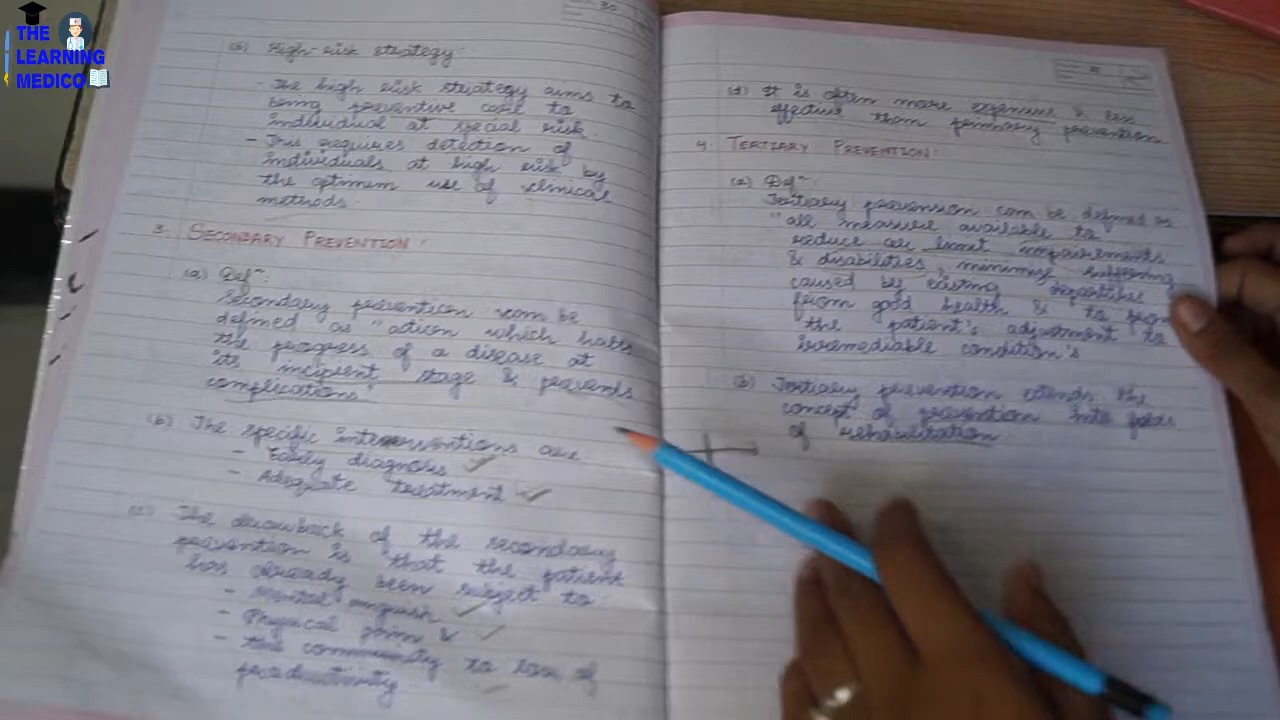 THE
LEARNING
MEDICO
30
(b) High-risk strategy:
- The high risk strategy aims to
bring preventive care to
individual at special risk.
- This requires detection of
individuals at high risk by
the optimum use of clinical
methods.
3. SECONDARY PREVENTION:
(a) Defⁿ:
Secondary prevention can be
defined as "action which halts
the progress of a disease at
its incipient stage & prevents
complications."
(b) The specific interventions are
- Early diagnosis
- Adequate treatment
(c) The drawback of the secondary
prevention is that the patient
has already been subject to:
- Mental anguish
- Physical pain &
- the community to loss of
productivity
(d) It is often more expensive & less
effective than primary prevention
4. TERTIARY PREVENTION:
(a) Defⁿ:
Tertiary prevension can be defined as
"all measure available to
reduce or limit impairements
& disabilities, minimise suffering
caused by existing
from good health & to
the patient's adjustment to
irremediable condition's
(b) Tertiary prevention extends the
concept of prevention into fields
of rehabilitation